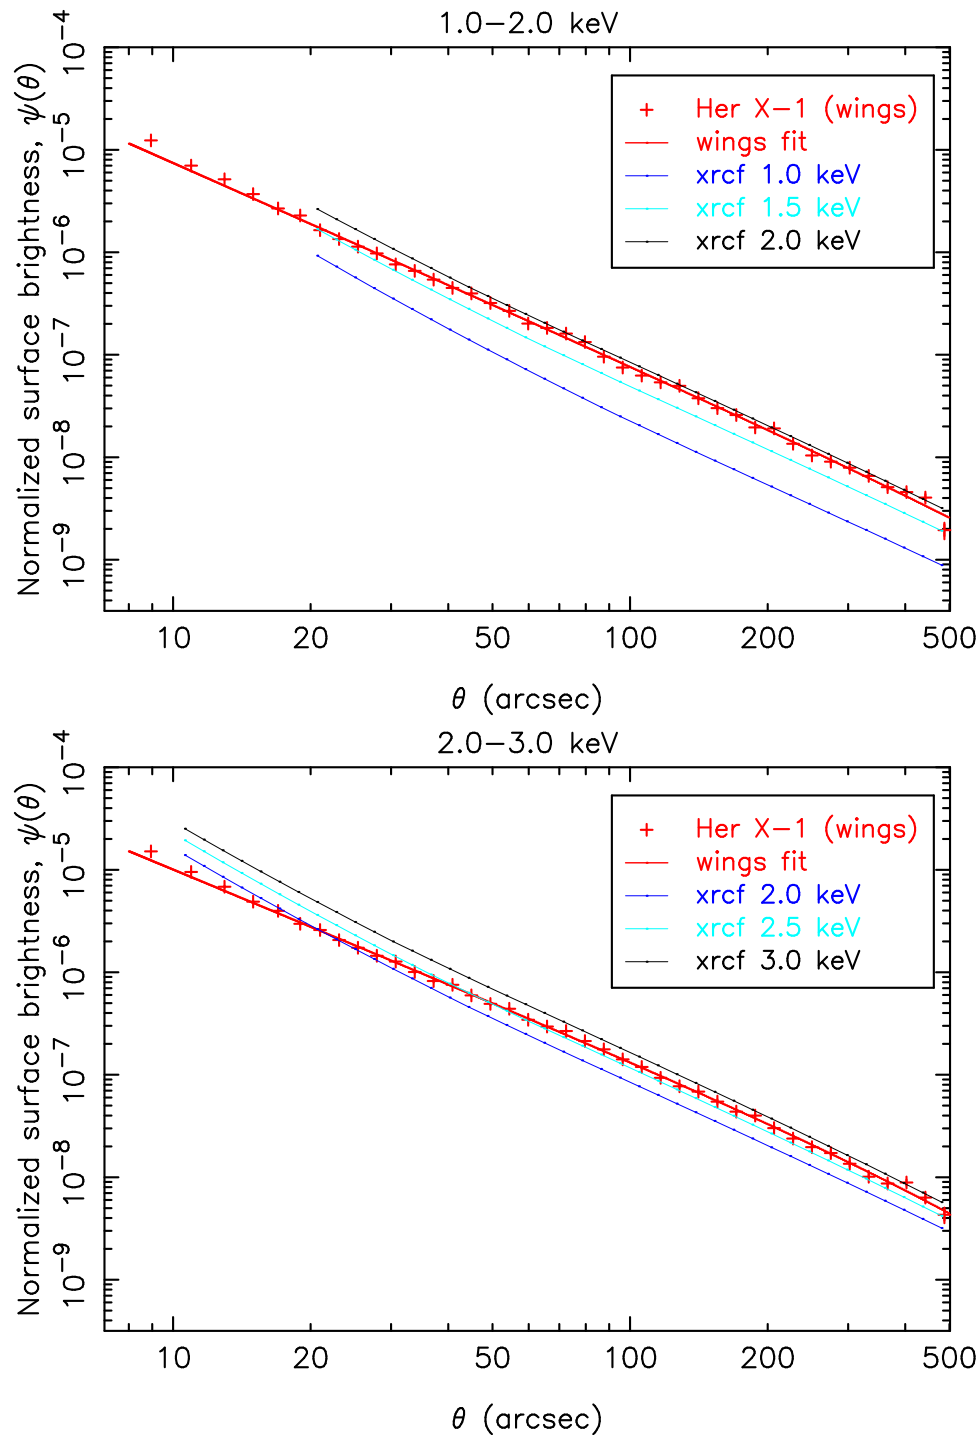 1.0−2.0 keV
Normalized surface brightness, ψ(θ)
10⁻⁴
10⁻⁵
10⁻⁶
10⁻⁷
10⁻⁸
10⁻⁹
Her X−1 (wings)
wings fit
xrcf 1.0 keV
xrcf 1.5 keV
xrcf 2.0 keV
10 20 50 100 200 500
θ (arcsec)
2.0−3.0 keV
Normalized surface brightness, ψ(θ)
10⁻⁴
10⁻⁵
10⁻⁶
10⁻⁷
10⁻⁸
10⁻⁹
Her X−1 (wings)
wings fit
xrcf 2.0 keV
xrcf 2.5 keV
xrcf 3.0 keV
10 20 50 100 200 500
θ (arcsec)